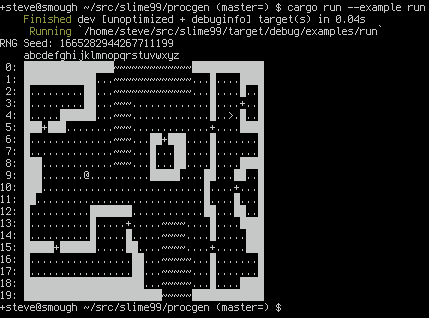 +steve@smough ~/src/slime99/procgen (master=) $ cargo run --example run
Finished dev [unoptimized + debuginfo] target(s) in 0.04s
Running `/home/steve/src/slime99/target/debug/examples/run`
RNG Seed: 1665282944267711199
abcdefghijklmnopqrstuvwxyz
0:
1:
2:
3: +
4: >
5: + +
6: +
7:
8:
9: @
10: +
11:
12:
13: + +
14:
15: + +
16:
17:
18:
19:
+steve@smough ~/src/slime99/procgen (master=) $